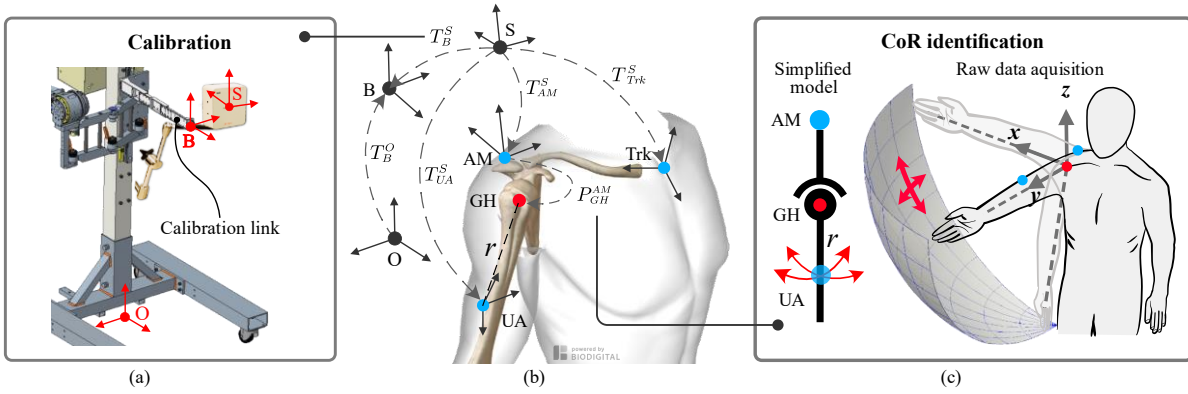 Calibration
S
B
O
Calibration link
(a)
T_B^S
S
B
T_B^O
T_UA^S
T_AM^S
T_Trk^S
AM
Trk
GH
P_GH^AM
O
r
UA
powered by
BIODIGITAL
(b)
CoR identification
Simplified
model
AM
GH
r
UA
Raw data aquisition
z
x
y
(c)